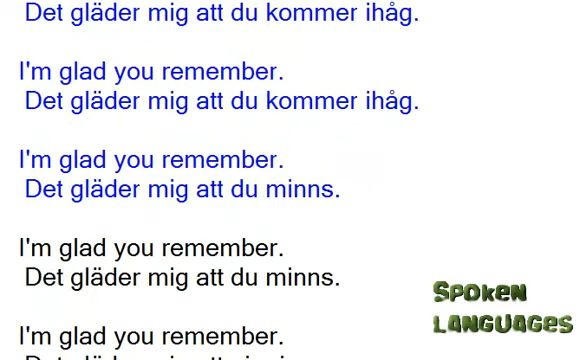 Det gläder mig att du kommer ihåg.
I'm glad you remember.
Det gläder mig att du kommer ihåg.
I'm glad you remember.
Det gläder mig att du minns.
I'm glad you remember.
Det gläder mig att du minns.
I'm glad you remember.
SPOKEN
LANGUAGES